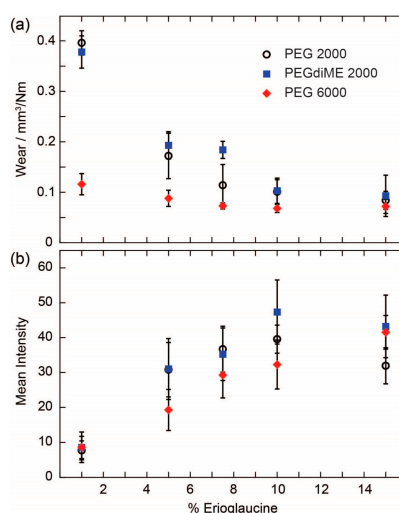 (a)
0.4
0.3
0.2
0.1
0.0
Wear / mm³/Nm
PEG 2000
PEGdiME 2000
PEG 6000
(b)
60
50
40
30
20
10
0
Mean Intensity
2 4 6 8 10 12 14
% Erioglaucine